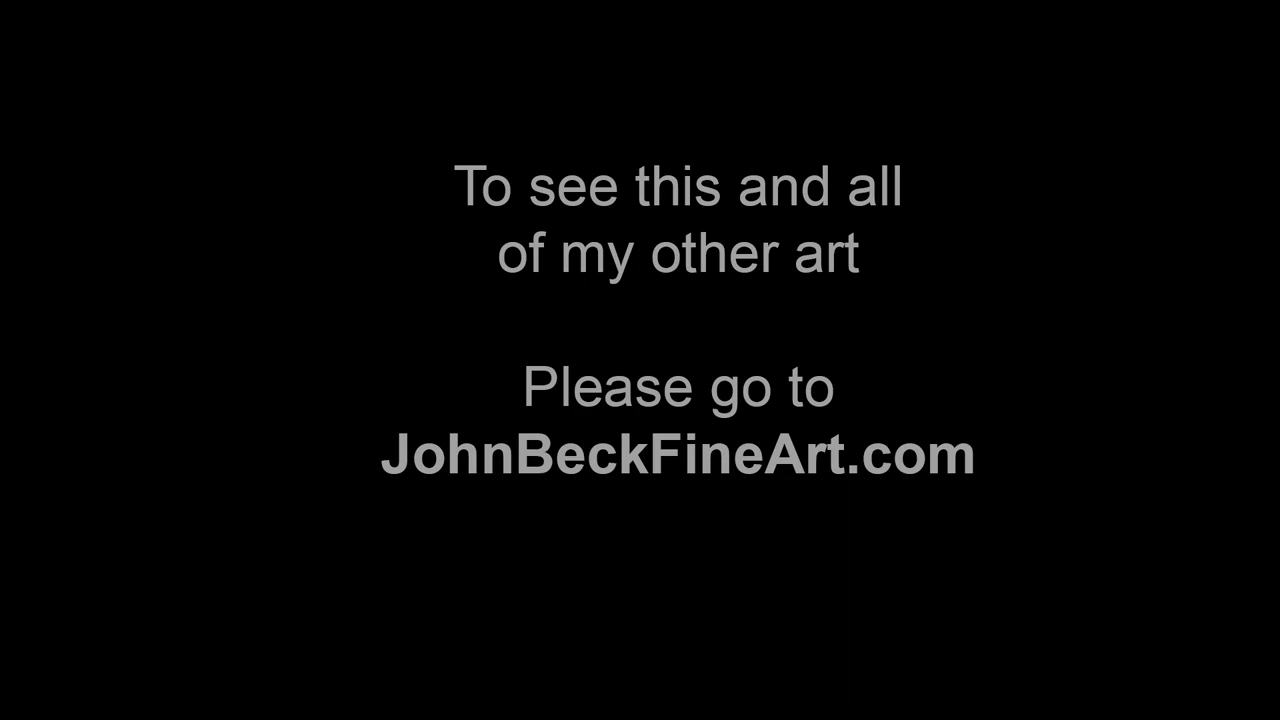 To see this and all
of my other art
Please go to
JohnBeckFineArt.com